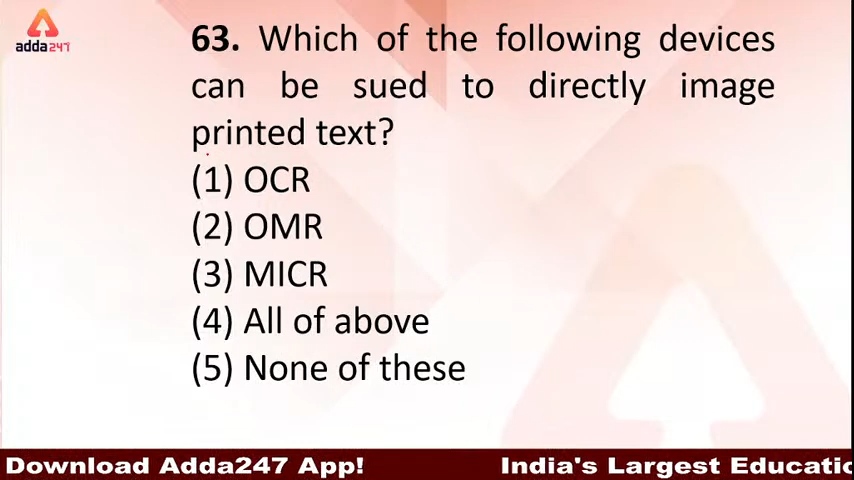 adda247
63. Which of the following devices
can be sued to directly image
printed text?
(1) OCR
(2) OMR
(3) MICR
(4) All of above
(5) None of these
Download Adda247 App! India's Largest Educatio